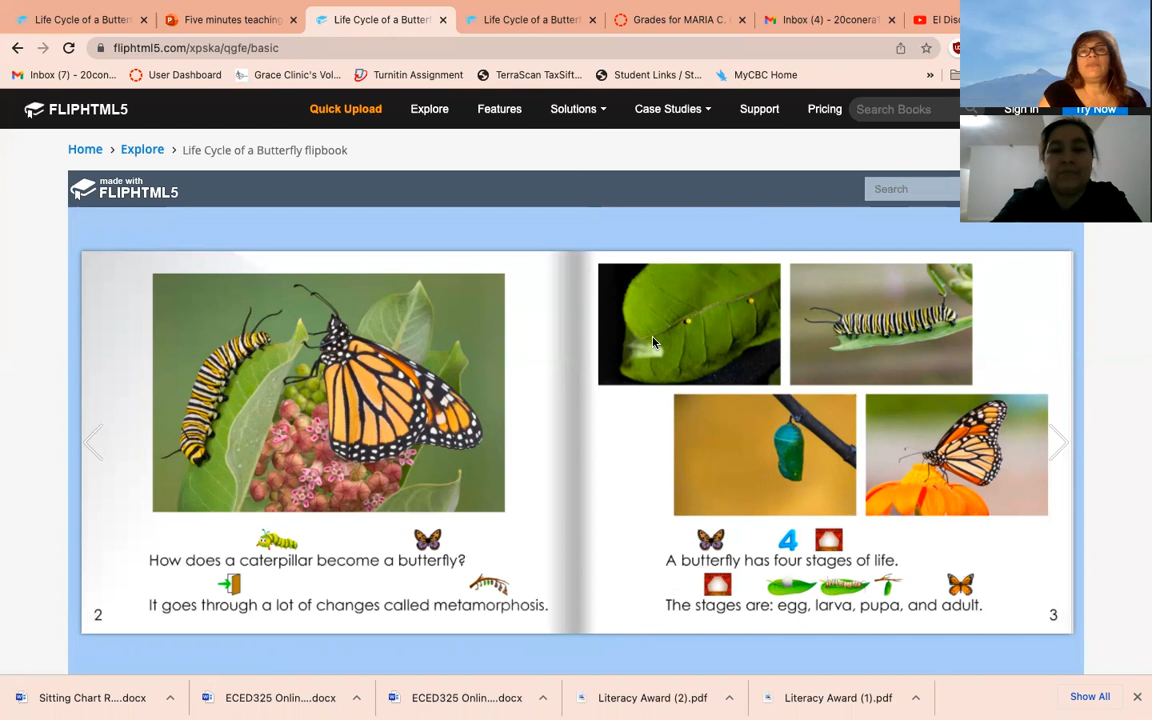 Life Cycle of a Butterf
Five minutes teaching
Life Cycle of a Butterf
Life Cycle of a Butterf
Grades for MARIA C.
Inbox (4) - 20conera
El Disc
fliphtml5.com/xpska/qgfe/basic
Inbox (7) - 20con...
User Dashboard
Grace Clinic's Vol...
Turnitin Assignment
TerraScan TaxSift...
Student Links / St...
MyCBC Home
»
FLIPHTML5
Quick Upload
Explore
Features
Solutions
Case Studies
Support
Pricing
Search Books
Sign In
Try Now
Home > Explore > Life Cycle of a Butterfly flipbook
made with
FLIPHTML5
Search
How does a caterpillar become a butterfly?
It goes through a lot of changes called metamorphosis.
2
4
A butterfly has four stages of life.
The stages are: egg, larva, pupa, and adult.
3
Sitting Chart R....docx
ECED325 Onlin....docx
ECED325 Onlin....docx
Literacy Award (2).pdf
Literacy Award (1).pdf
Show All